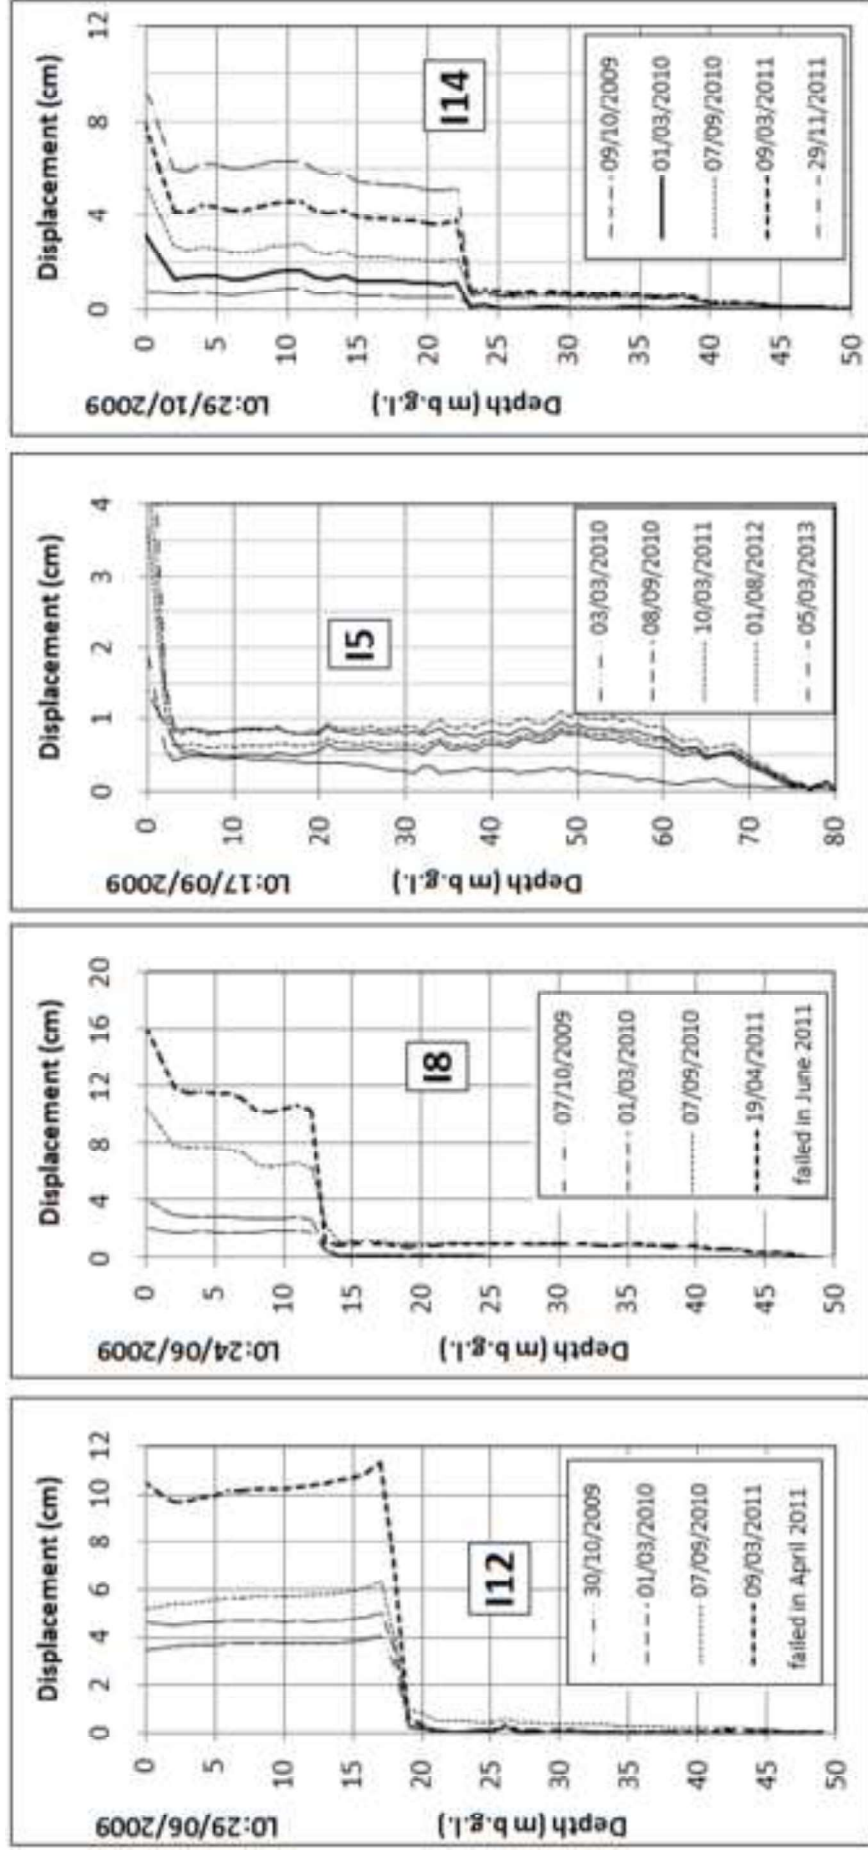 Displacement (cm)
0 2 4 6 8 10 12
L0:29/06/2009
Depth (m b.g.l.)
0
5
10
15
20
25
30
35
40
45
50
I12
30/10/2009
01/03/2010
07/09/2010
09/03/2011
failed in April 2011
Displacement (cm)
0 4 8 12 16 20
L0:24/06/2009
Depth (m b.g.l.)
0
5
10
15
20
25
30
35
40
45
50
I8
07/10/2009
01/03/2010
07/09/2010
19/04/2011
failed in June 2011
Displacement (cm)
0 1 2 3 4
L0:17/09/2009
Depth (m b.g.l.)
0
10
20
30
40
50
60
70
80
I5
03/03/2010
08/09/2010
10/03/2011
01/08/2012
05/03/2013
Displacement (cm)
0 4 8 12
L0:29/10/2009
Depth (m b.g.l.)
0
5
10
15
20
25
30
35
40
45
50
I14
09/10/2009
01/03/2010
07/09/2010
09/03/2011
29/11/2011